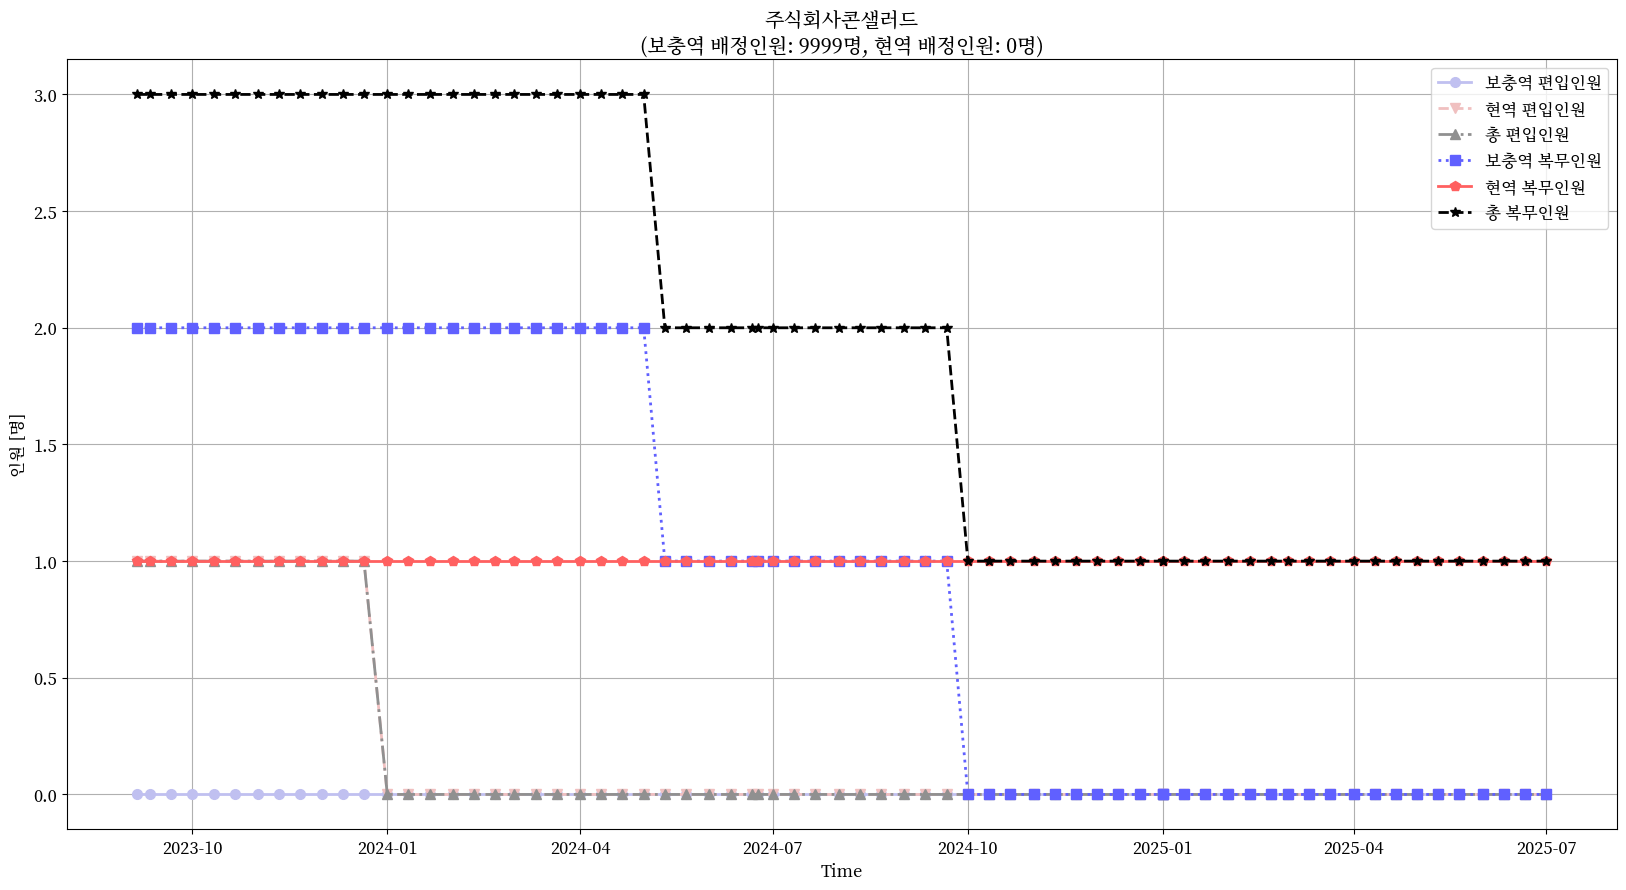 주식회사콘샐러드
(보충역 배정인원: 9999명, 현역 배정인원: 0명)
보충역 편입인원
현역 편입인원
총 편입인원
보충역 복무인원
현역 복무인원
총 복무인원
3.0
2.5
2.0
1.5
1.0
0.5
0.0
인원 [명]
2023-10
2024-01
2024-04
2024-07
2024-10
2025-01
2025-04
2025-07
Time